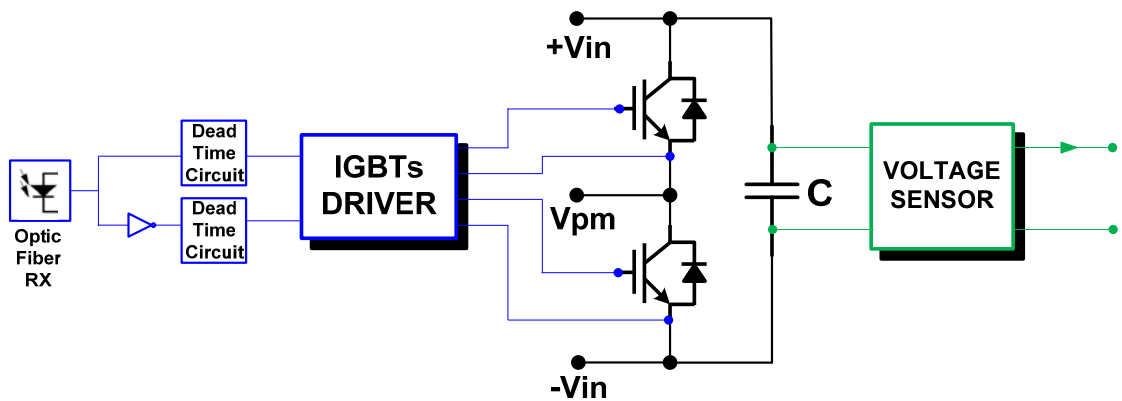 +Vin
Dead
Time
Circuit
IGBTs
DRIVER
VOLTAGE
SENSOR
C
Vpm
Dead
Time
Circuit
Optic
Fiber
RX
-Vin